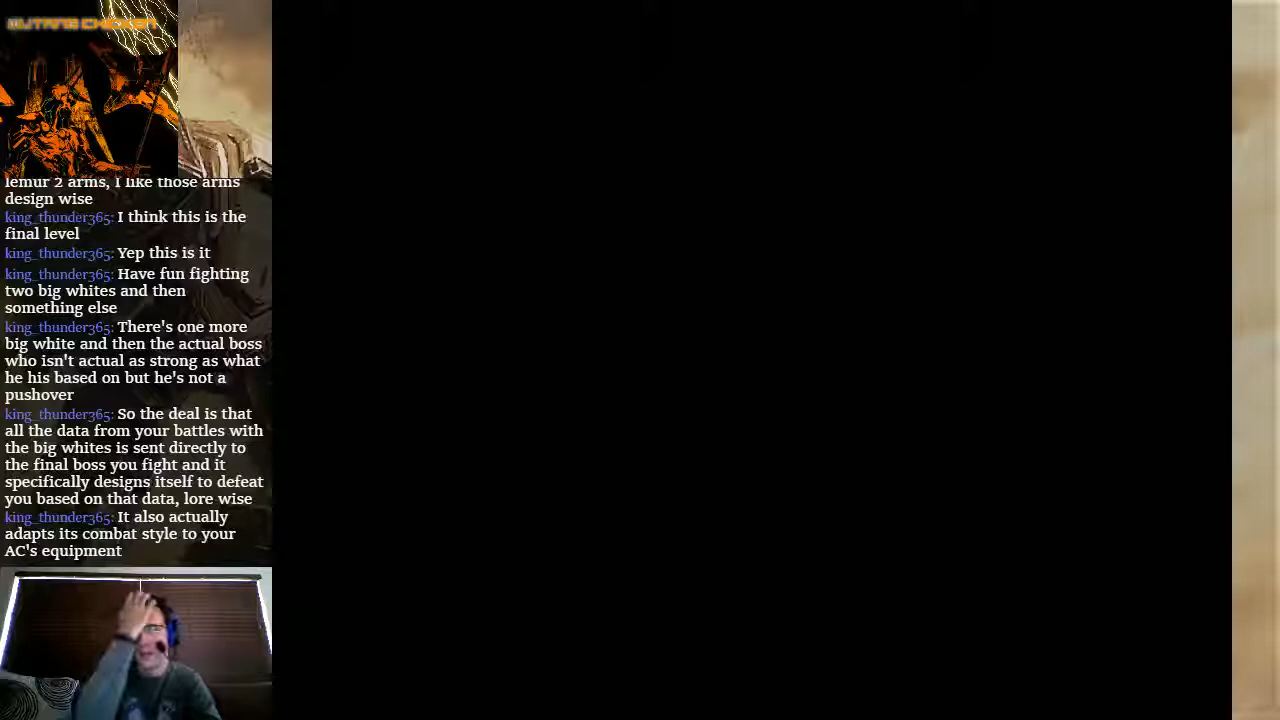 WUTANG CHICKEN
lemur 2 arms, I like those arms
design wise
king_thunder365: I think this is the
final level
king_thunder365: Yep this is it
king_thunder365: Have fun fighting
two big whites and then
something else
king_thunder365: There's one more
big white and then the actual boss
who isn't actual as strong as what
he his based on but he's not a
pushover
king_thunder365: So the deal is that
all the data from your battles with
the big whites is sent directly to
the final boss you fight and it
specifically designs itself to defeat
you based on that data, lore wise
king_thunder365: It also actually
adapts its combat style to your
AC's equipment